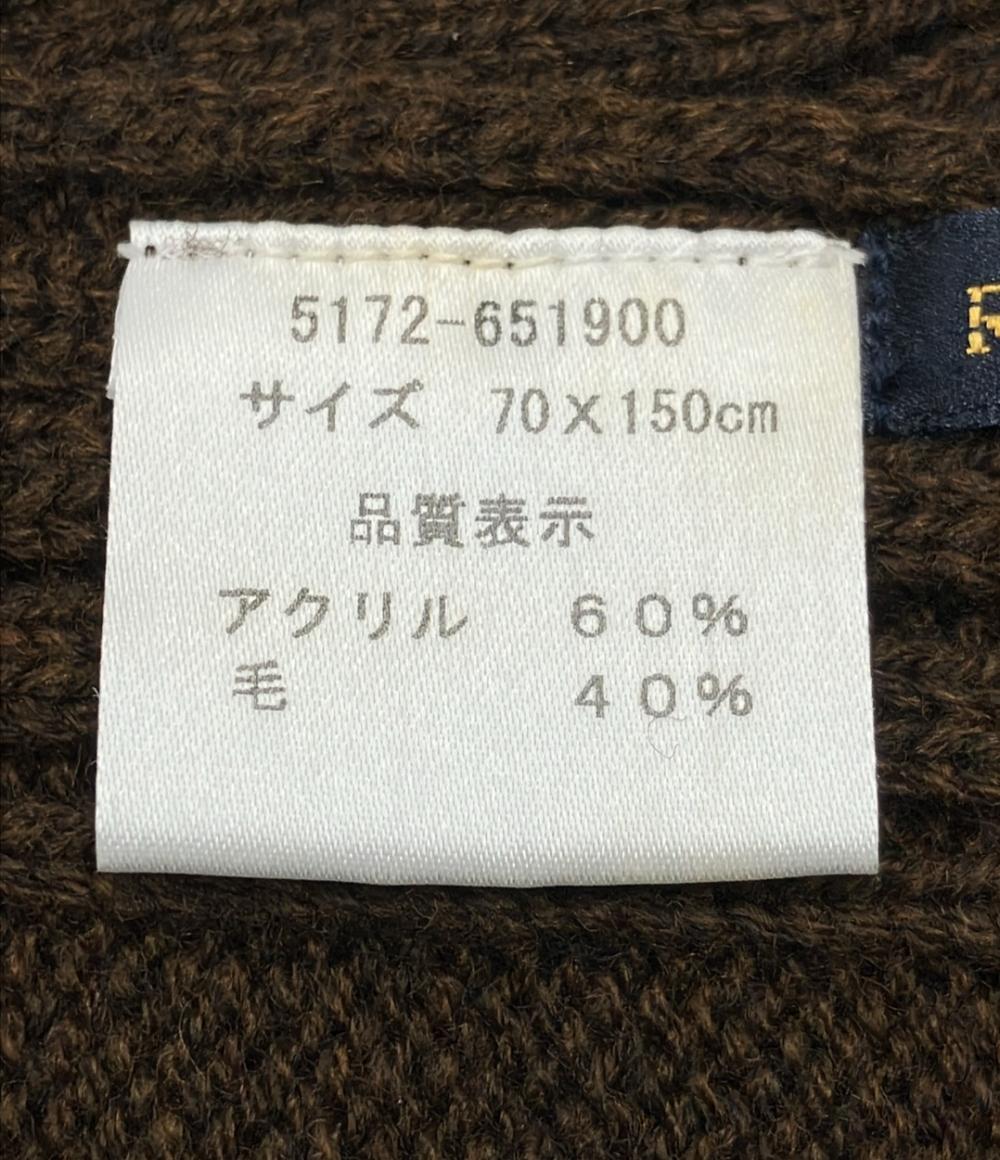 5172-651900
サイズ 70×150cm
品質表示
アクリル 60%
毛 40%